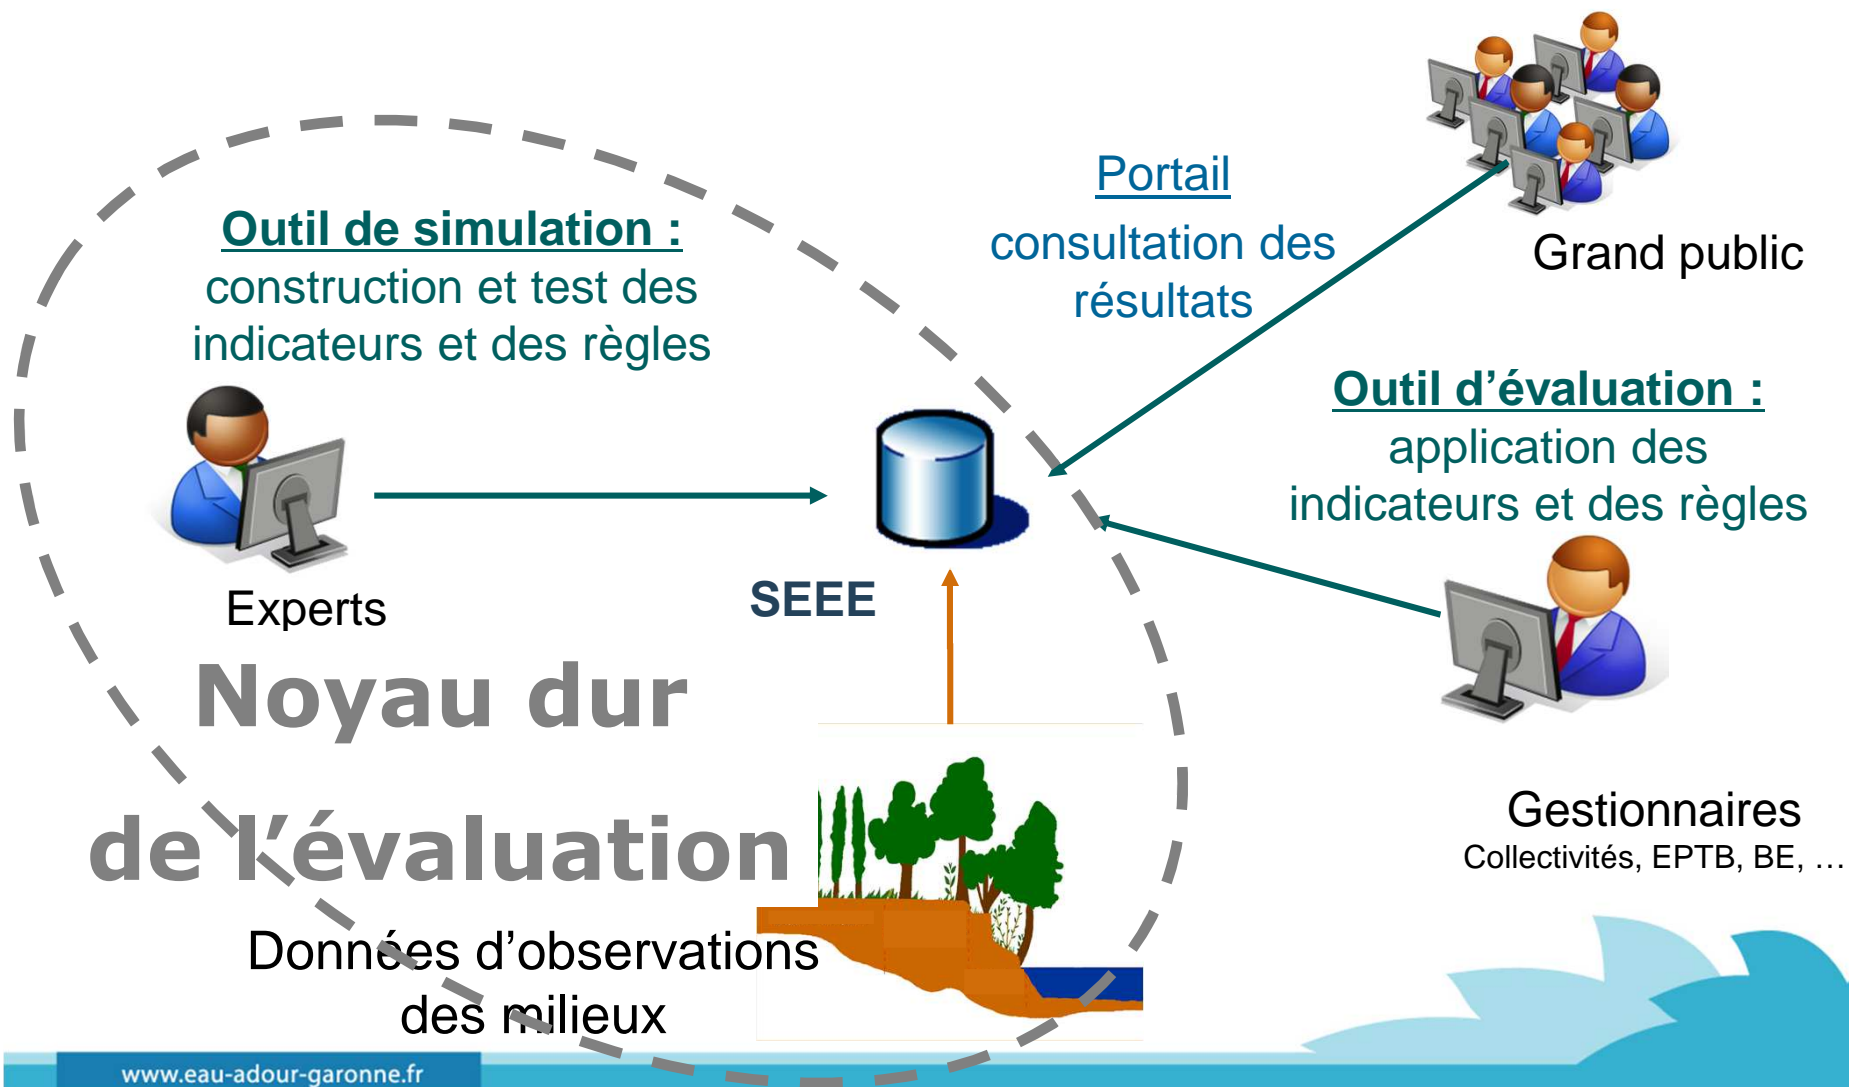 Outil de simulation :
construction et test des
indicateurs et des règles
Experts
Portail
consultation des
résultats
Grand public
Outil d’évaluation :
application des
indicateurs et des règles
SEEE
Gestionnaires
Collectivités, EPTB, BE, …
Noyau dur
de l’évaluation
Données d’observations
des milieux
www.eau-adour-garonne.fr